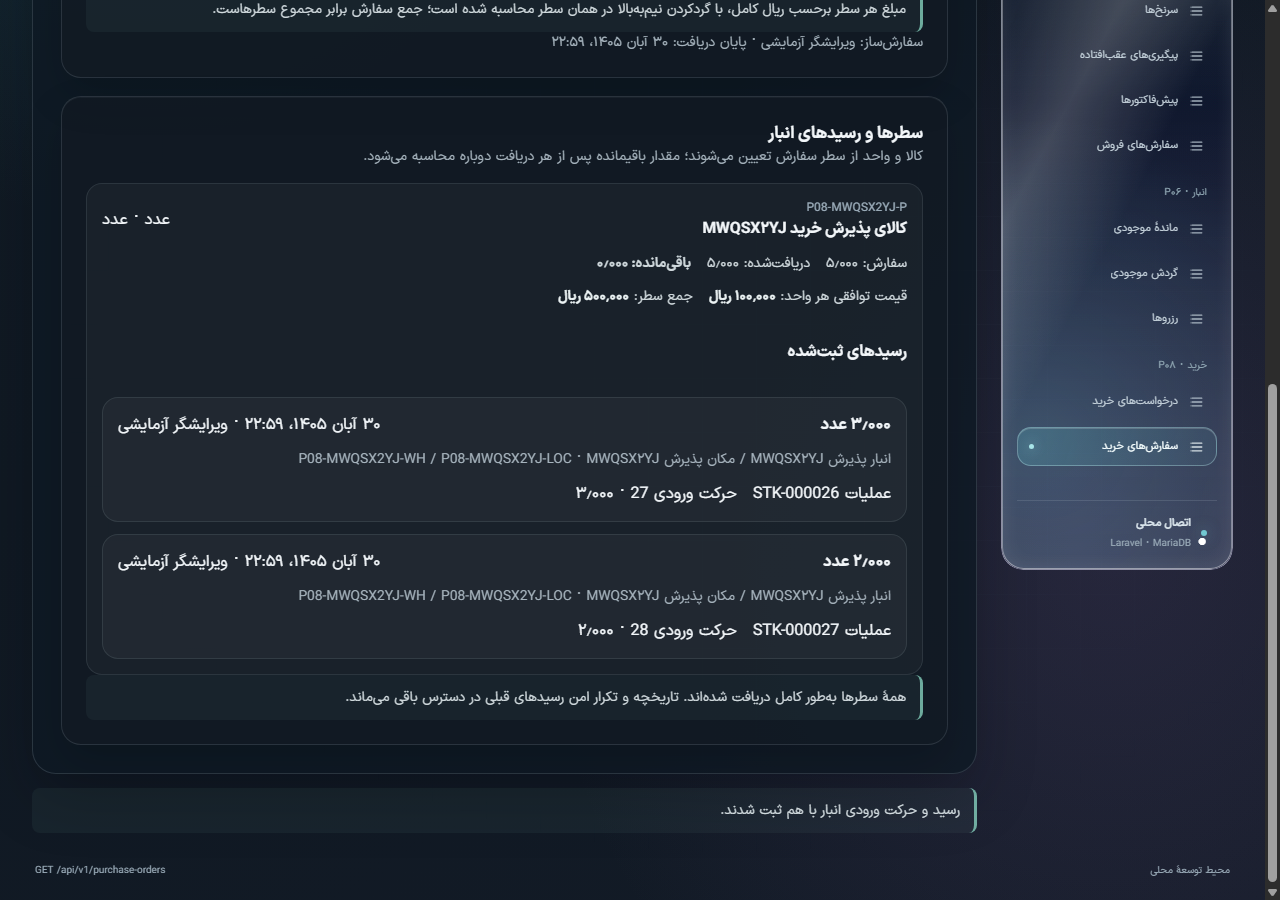 مبلغ هر سطر برحسب ریال کامل، با گردکردن نیم‌به‌بالا در همان سطر محاسبه شده است؛ جمع سفارش برابر مجموع سطرهاست.
سفارش‌ساز: ویرایشگر آزمایشی · پایان دریافت: ۳۰ آبان ۱۴۰۵، ۲۲:۵۹
سطرها و رسیدهای انبار
کالا و واحد از سطر سفارش تعیین می‌شوند؛ مقدار باقیمانده پس از هر دریافت دوباره محاسبه می‌شود.
P08-MWQSX2YJ-P
کالای پذیرش خرید MWQSX۲YJ
عدد · عدد
سفارش: ۵٫۰۰۰ دریافت‌شده: ۵٫۰۰۰ باقی‌مانده: ۰٫۰۰۰
قیمت توافقی هر واحد: ۱۰۰٬۰۰۰ ریال جمع سطر: ۵۰۰٬۰۰۰ ریال
رسیدهای ثبت‌شده
۳٫۰۰۰ عدد
۳۰ آبان ۱۴۰۵، ۲۲:۵۹ · ویرایشگر آزمایشی
انبار پذیرش MWQSX۲YJ / مکان پذیرش MWQSX۲YJ · P08-MWQSX2YJ-WH / P08-MWQSX2YJ-LOC
عملیات STK-000026 حرکت ورودی 27 · ۳٫۰۰۰
۲٫۰۰۰ عدد
۳۰ آبان ۱۴۰۵، ۲۲:۵۹ · ویرایشگر آزمایشی
انبار پذیرش MWQSX۲YJ / مکان پذیرش MWQSX۲YJ · P08-MWQSX2YJ-WH / P08-MWQSX2YJ-LOC
عملیات STK-000027 حرکت ورودی 28 · ۲٫۰۰۰
همهٔ سطرها به‌طور کامل دریافت شده‌اند. تاریخچه و تکرار امن رسیدهای قبلی در دسترس باقی می‌ماند.
رسید و حرکت ورودی انبار با هم ثبت شدند.
سرنخ‌ها
پیگیری‌های عقب‌افتاده
پیش‌فاکتورها
سفارش‌های فروش
انبار · P۰۶
ماندهٔ موجودی
گردش موجودی
رزروها
خرید · P۰۸
درخواست‌های خرید
سفارش‌های خرید
اتصال محلی
Laravel · MariaDB
محیط توسعهٔ محلی
GET /api/v1/purchase-orders